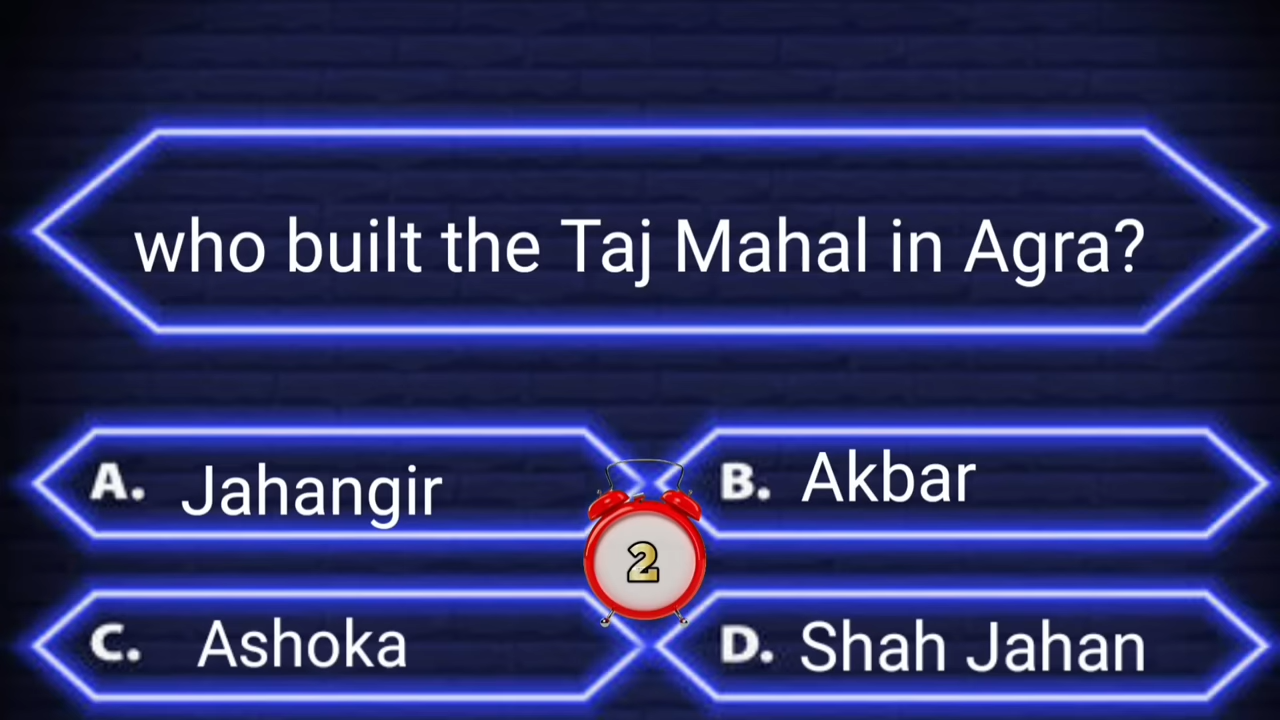 who built the Taj Mahal in Agra?
A. Jahangir
B. Akbar
2
C. Ashoka
D. Shah Jahan